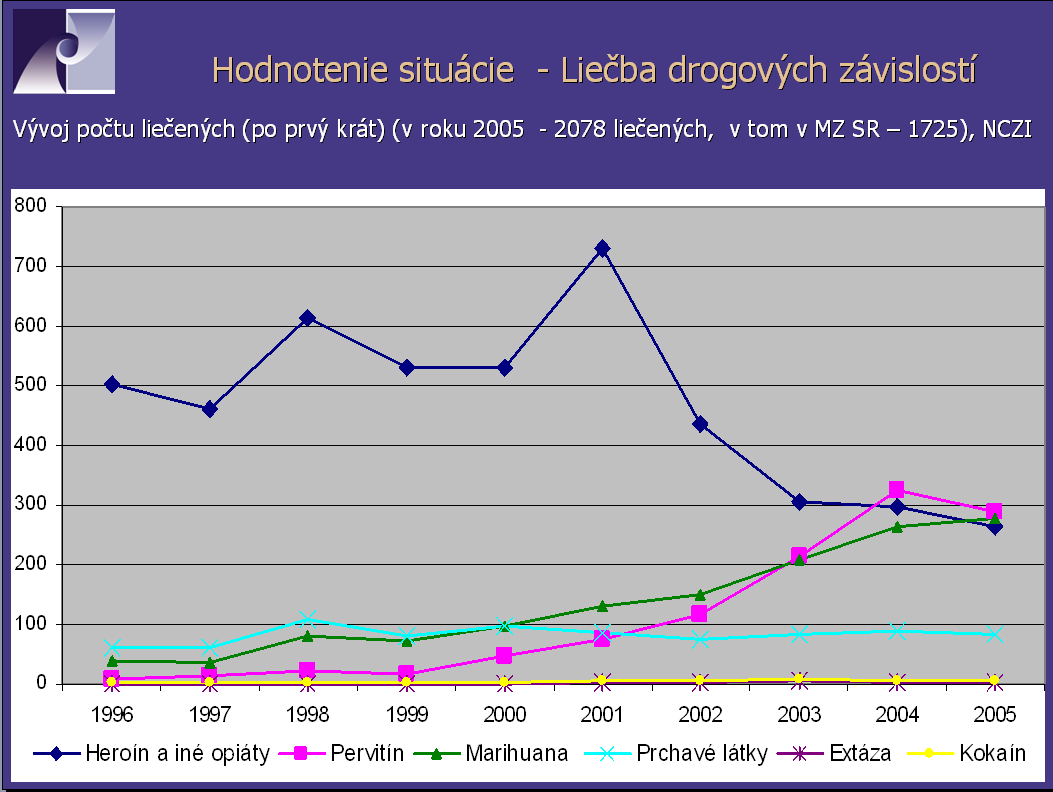 Hodnotenie situácie - Liečba drogových závislostí
Vývoj počtu liečených (po prvý krát) (v roku 2005 - 2078 liečených, v tom v MZ SR – 1725), NCZI
800
700
600
500
400
300
200
100
0
1996 1997 1998 1999 2000 2001 2002 2003 2004 2005
Heroín a iné opiáty Pervitín Marihuana Prchavé látky Extáza Kokaín